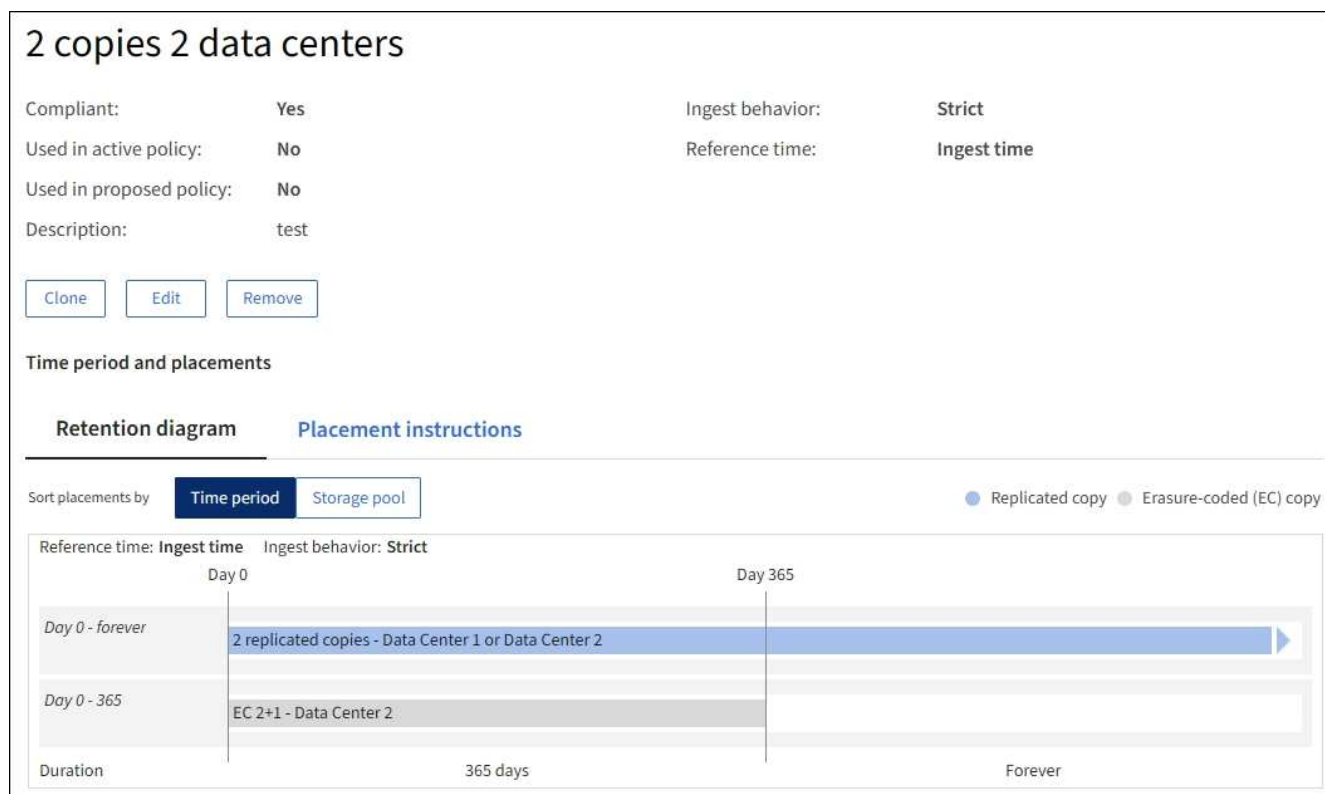 2 copies 2 data centers
Compliant: Yes Ingest behavior: Strict
Used in active policy: No Reference time: Ingest time
Used in proposed policy: No
Description: test
Clone Edit Remove
Time period and placements
Retention diagram Placement instructions
Sort placements by Time period Storage pool Replicated copy Erasure-coded (EC) copy
Reference time: Ingest time Ingest behavior: Strict
Day 0 Day 365
Day 0 - forever
2 replicated copies - Data Center 1 or Data Center 2
Day 0 - 365
EC 2+1 - Data Center 2
Duration 365 days Forever